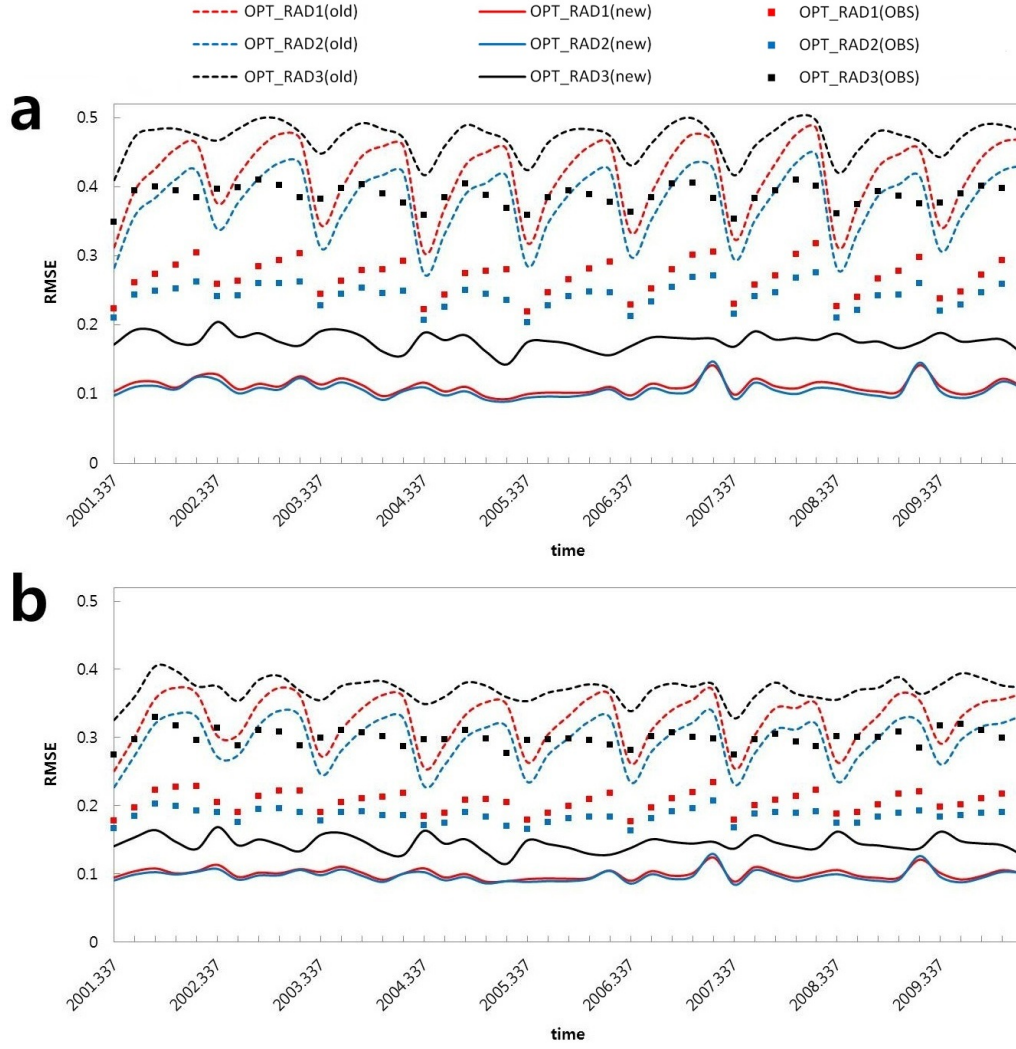 OPT_RAD1(old) OPT_RAD1(new) OPT_RAD1(OBS)
OPT_RAD2(old) OPT_RAD2(new) OPT_RAD2(OBS)
OPT_RAD3(old) OPT_RAD3(new) OPT_RAD3(OBS)
a
0.5
0.4
0.3
0.2
0.1
0
RMSE
2001.337 2002.337 2003.337 2004.337 2005.337 2006.337 2007.337 2008.337 2009.337
time
b
0.5
0.4
0.3
0.2
0.1
0
RMSE
2001.337 2002.337 2003.337 2004.337 2005.337 2006.337 2007.337 2008.337 2009.337
time